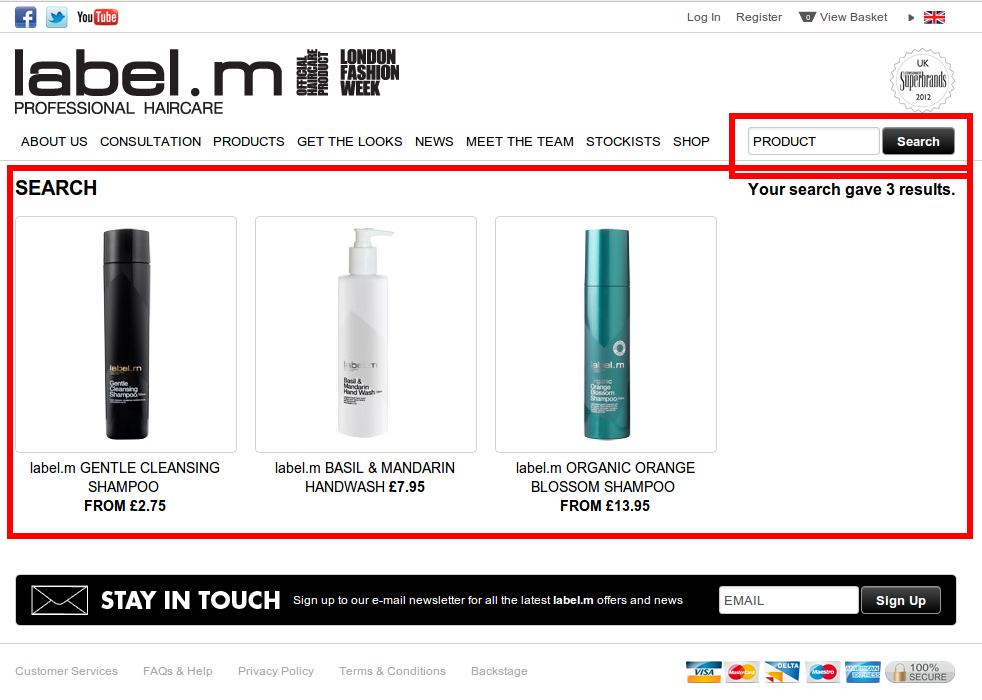 You Tube
Log In Register 0 View Basket
label.m
PROFESSIONAL HAIRCARE
OFFICIAL HAIRCARE PRODUCT
LONDON FASHION WEEK
UK
Superbrands
2012
ABOUT US CONSULTATION PRODUCTS GET THE LOOKS NEWS MEET THE TEAM STOCKISTS SHOP
PRODUCT Search
SEARCH
Your search gave 3 results.
label.m
Gentle
Cleansing
Shampoo
label.m
Basil &
Mandarin
Hand Wash
label.m
organic
Orange
Blossom
Shampoo
label.m GENTLE CLEANSING
SHAMPOO
FROM £2.75
label.m BASIL & MANDARIN
HANDWASH £7.95
label.m ORGANIC ORANGE
BLOSSOM SHAMPOO
FROM £13.95
STAY IN TOUCH Sign up to our e-mail newsletter for all the latest label.m offers and news EMAIL Sign Up
Customer Services FAQs & Help Privacy Policy Terms & Conditions Backstage
VISA MasterCard DELTA Maestro AMERICAN EXPRESS 100% SECURE